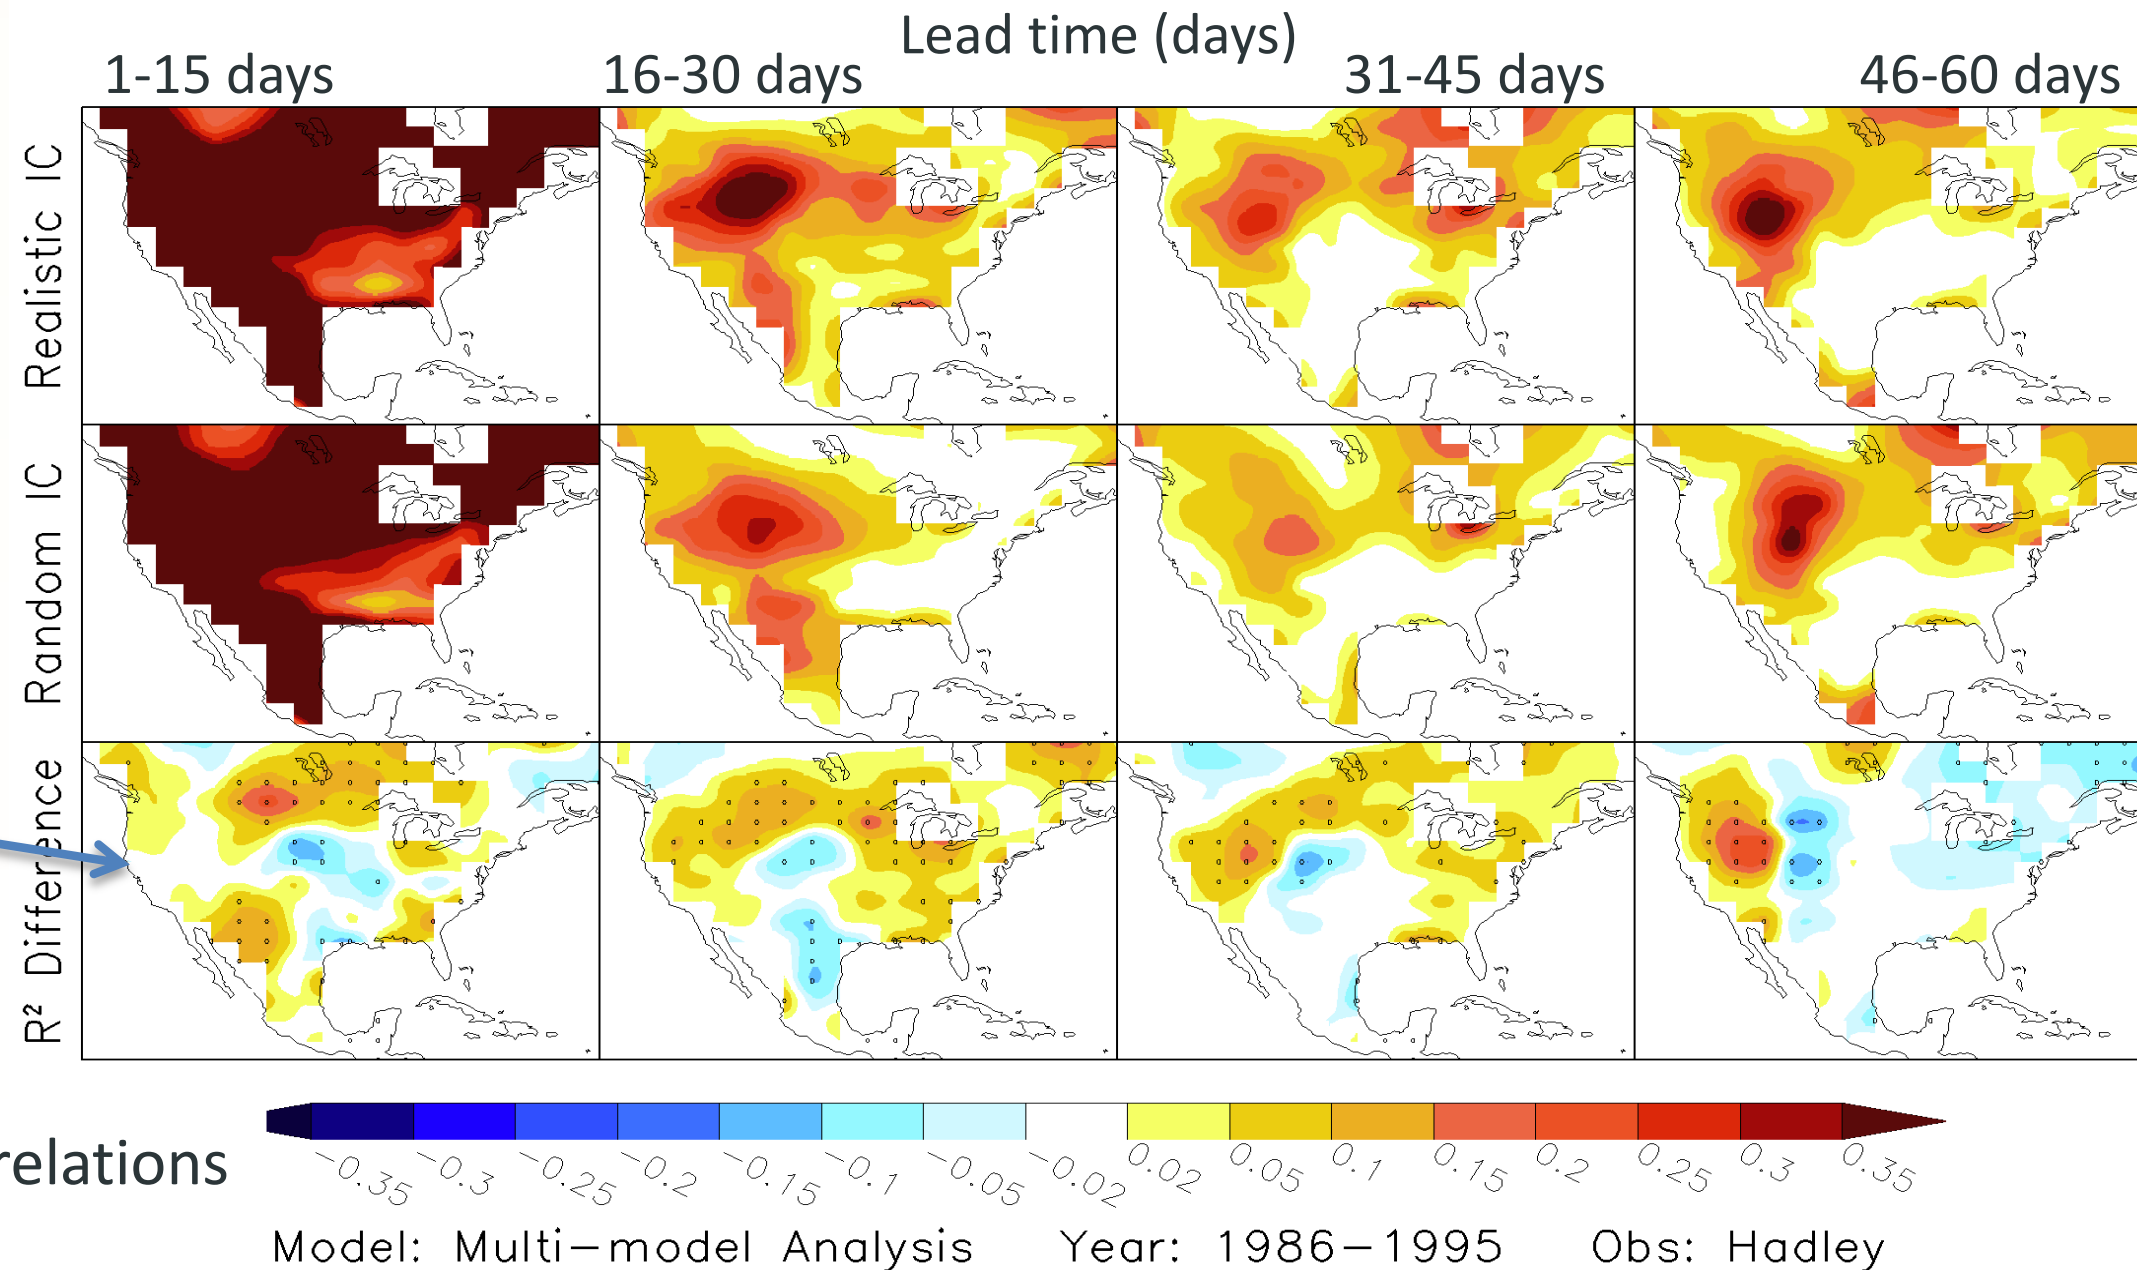 Lead time (days)
1-15 days
16-30 days
31-45 days
46-60 days
Realistic IC
Random IC
R² Difference
relations
-0.35
-0.3
-0.25
-0.2
-0.15
-0.1
-0.05
-0.02
0.02
0.05
0.1
0.15
0.2
0.25
0.3
0.35
Model: Multi-model Analysis Year: 1986-1995 Obs: Hadley